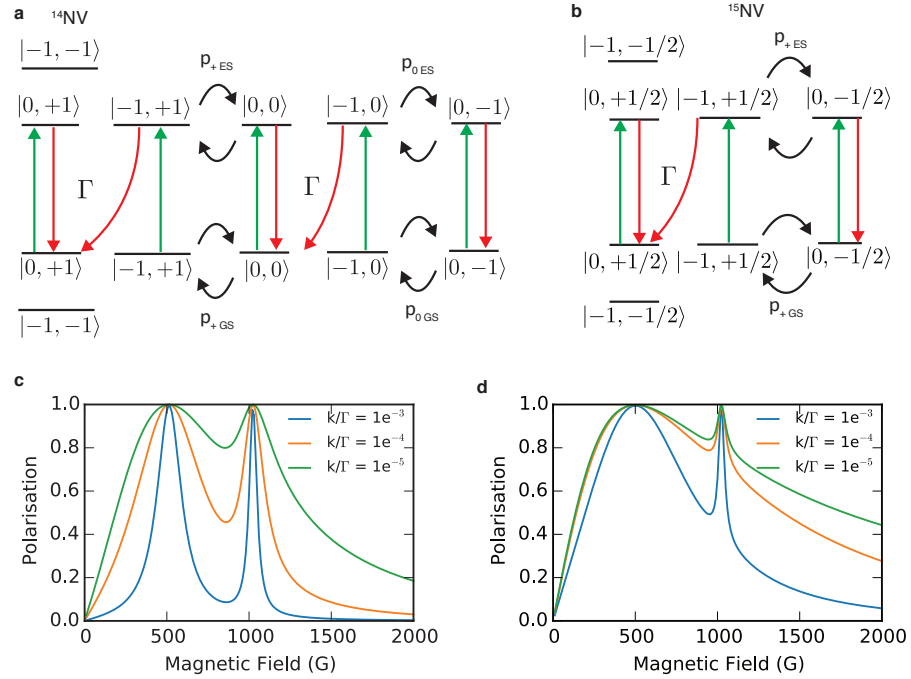 a
¹⁴NV
|−1, −1⟩
p₊ ES
p₀ ES
|0, +1⟩ |−1, +1⟩ |0, 0⟩ |−1, 0⟩ |0, −1⟩
Γ Γ
|0, +1⟩ |−1, +1⟩ |0, 0⟩ |−1, 0⟩ |0, −1⟩
|−1, −1⟩
p₊ GS
p₀ GS
b
¹⁵NV
|−1, −1/2⟩
p₊ ES
|0, +1/2⟩ |−1, +1/2⟩ |0, −1/2⟩
Γ
|0, +1/2⟩ |−1, +1/2⟩ |0, −1/2⟩
|−1, −1/2⟩
p₊ GS
c
Polarisation
1.0
0.8
0.6
0.4
0.2
0.0
k/Γ = 1e⁻³
k/Γ = 1e⁻⁴
k/Γ = 1e⁻⁵
0 500 1000 1500 2000
Magnetic Field (G)
d
Polarisation
1.0
0.8
0.6
0.4
0.2
0.0
k/Γ = 1e⁻³
k/Γ = 1e⁻⁴
k/Γ = 1e⁻⁵
0 500 1000 1500 2000
Magnetic Field (G)